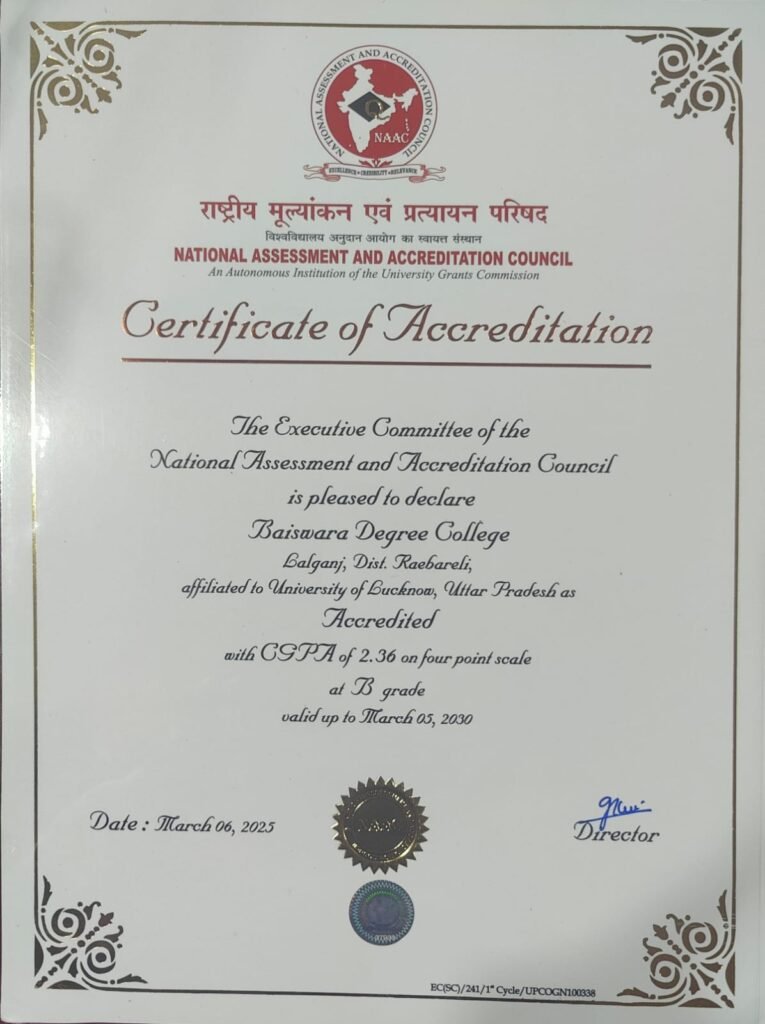 NATIONAL ASSESSMENT AND ACCREDITATION COUNCIL
NAAC
EXCELLENCE • CREDIBILITY • RELEVANCE
राष्ट्रीय मूल्यांकन एवं प्रत्यायन परिषद
विश्वविद्यालय अनुदान आयोग का स्वायत्त संस्थान
NATIONAL ASSESSMENT AND ACCREDITATION COUNCIL
An Autonomous Institution of the University Grants Commission
Certificate of Accreditation
The Executive Committee of the
National Assessment and Accreditation Council
is pleased to declare
Baiswara Degree College
Lalganj, Dist. Raebareli,
affiliated to University of Lucknow, Uttar Pradesh as
Accredited
with CGPA of 2.36 on four point scale
at B grade
valid up to March 05, 2030
Date : March 06, 2025
Director
EC(SC)/241/1st Cycle/UPCOGN100338